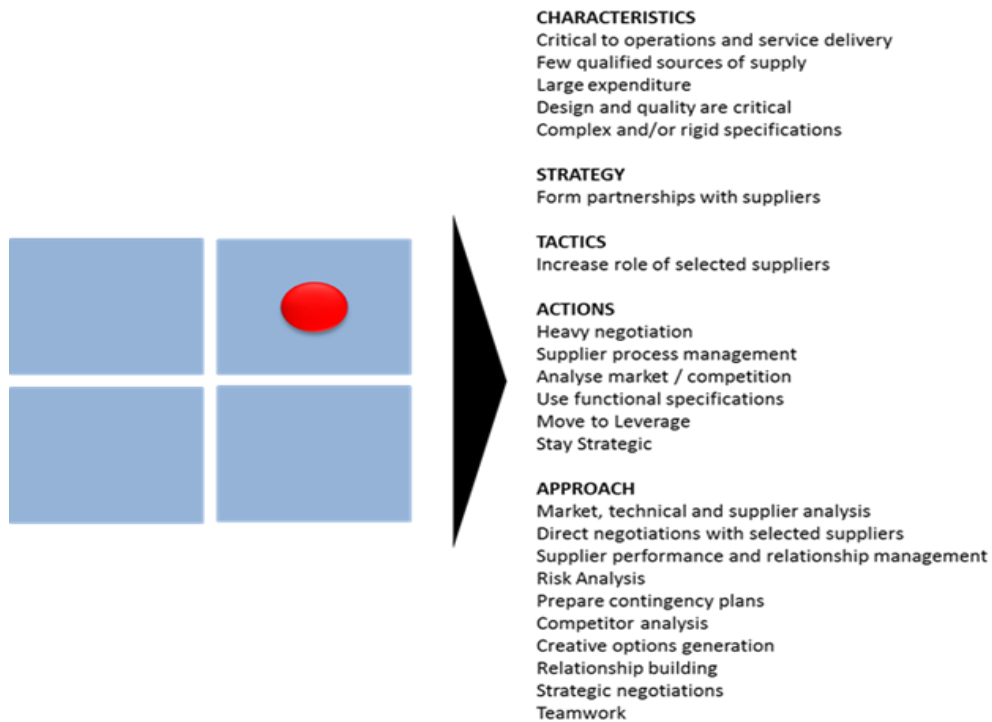 CHARACTERISTICS
Critical to operations and service delivery
Few qualified sources of supply
Large expenditure
Design and quality are critical
Complex and/or rigid specifications
STRATEGY
Form partnerships with suppliers
TACTICS
Increase role of selected suppliers
ACTIONS
Heavy negotiation
Supplier process management
Analyse market / competition
Use functional specifications
Move to Leverage
Stay Strategic
APPROACH
Market, technical and supplier analysis
Direct negotiations with selected suppliers
Supplier performance and relationship management
Risk Analysis
Prepare contingency plans
Competitor analysis
Creative options generation
Relationship building
Strategic negotiations
Teamwork